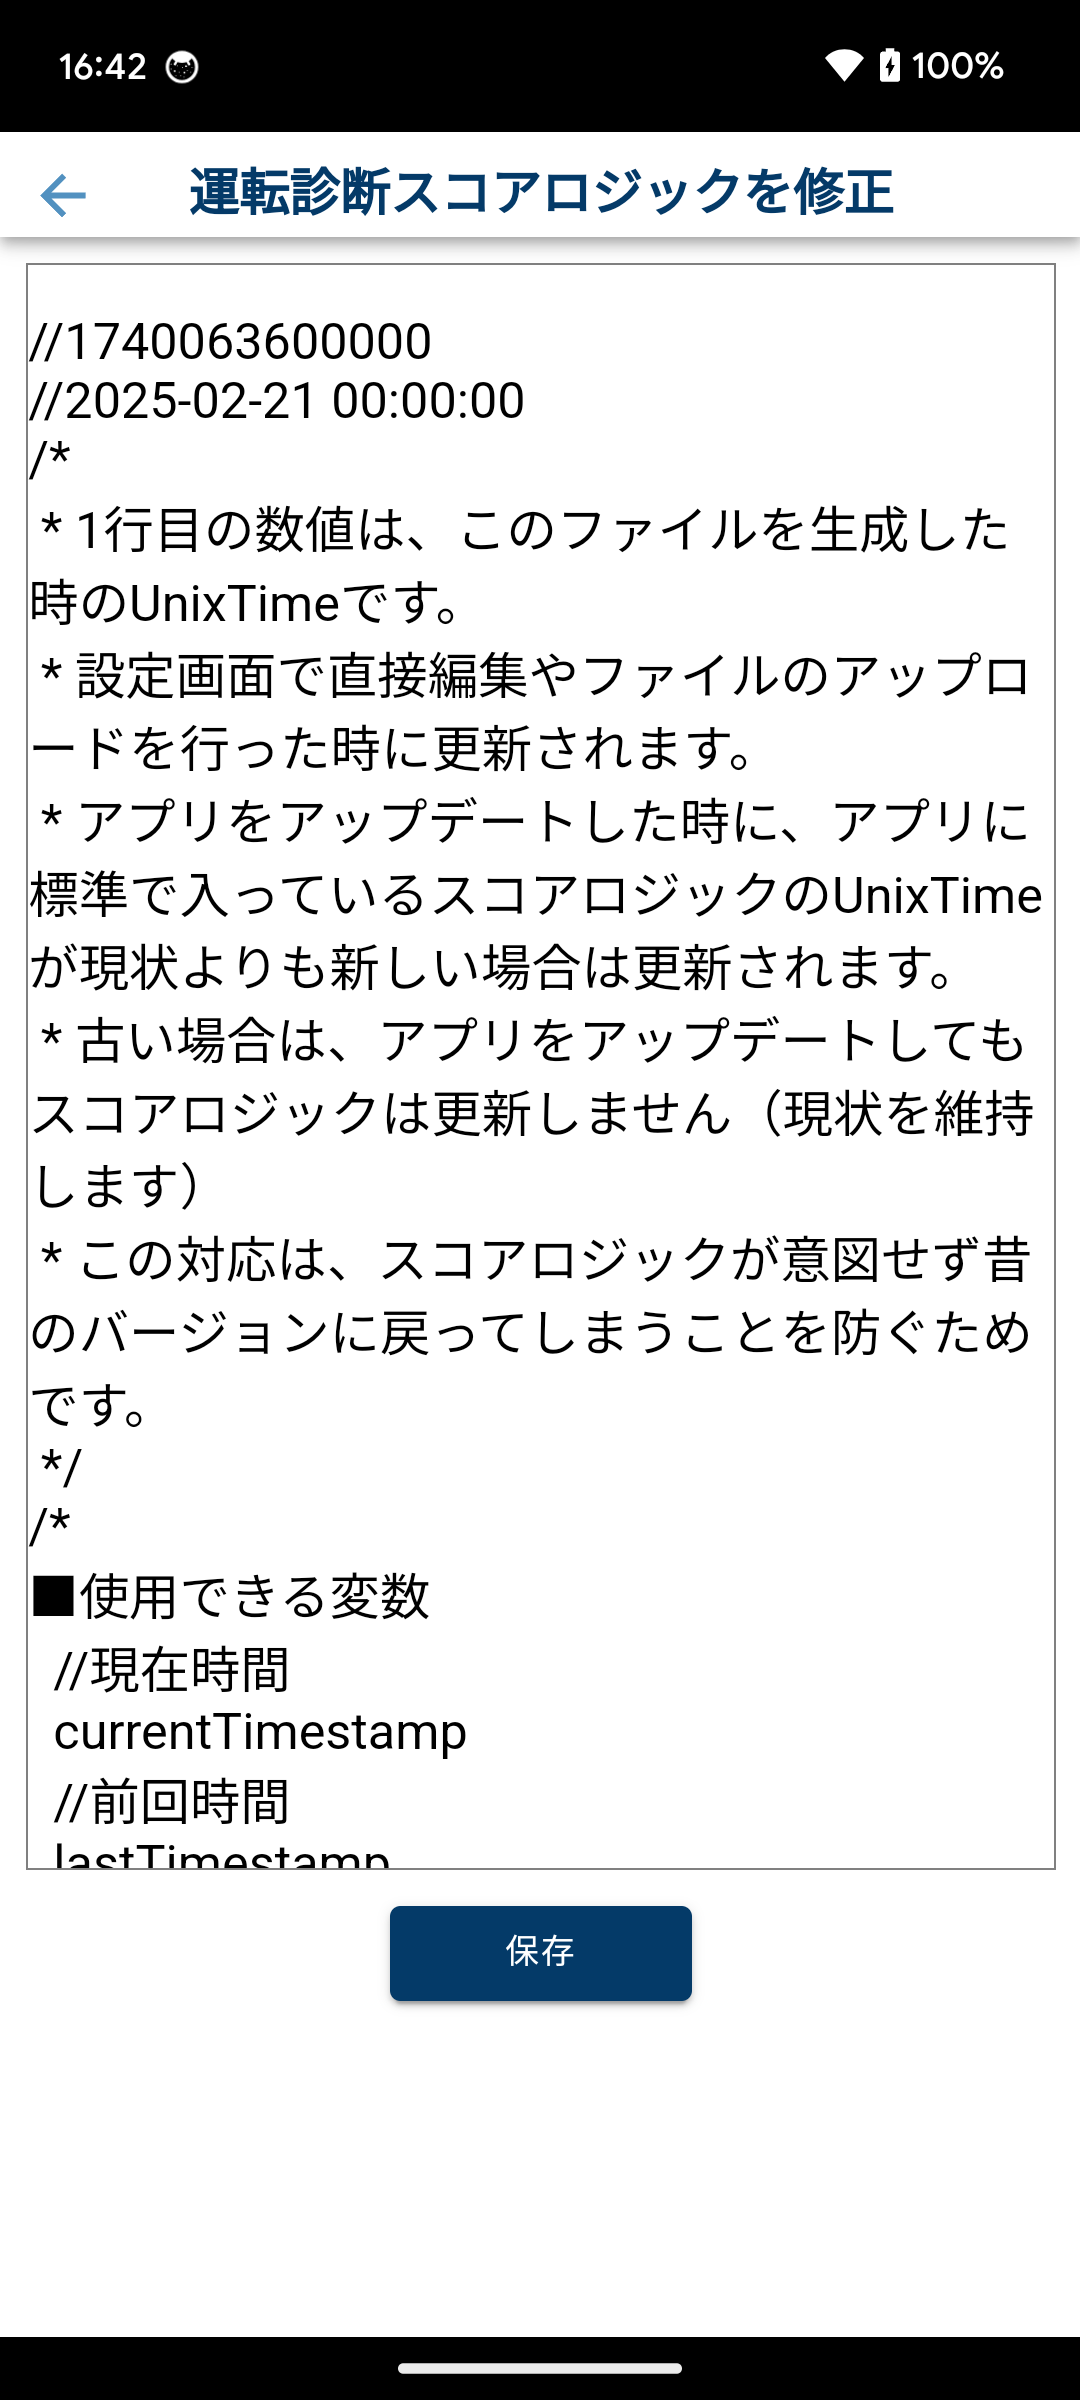 16:42
100%
運転診断スコアロジックを修正
//1740063600000
//2025-02-21 00:00:00
/*
* 1行目の数値は、このファイルを生成した
時のUnixTimeです。
* 設定画面で直接編集やファイルのアップロ
ードを行った時に更新されます。
* アプリをアップデートした時に、アプリに
標準で入っているスコアロジックのUnixTime
が現状よりも新しい場合は更新されます。
* 古い場合は、アプリをアップデートしても
スコアロジックは更新しません（現状を維持
します）
* この対応は、スコアロジックが意図せず昔
のバージョンに戻ってしまうことを防ぐため
です。
*/
/*
■使用できる変数
//現在時間
currentTimestamp
//前回時間
lastTimestamp
保存